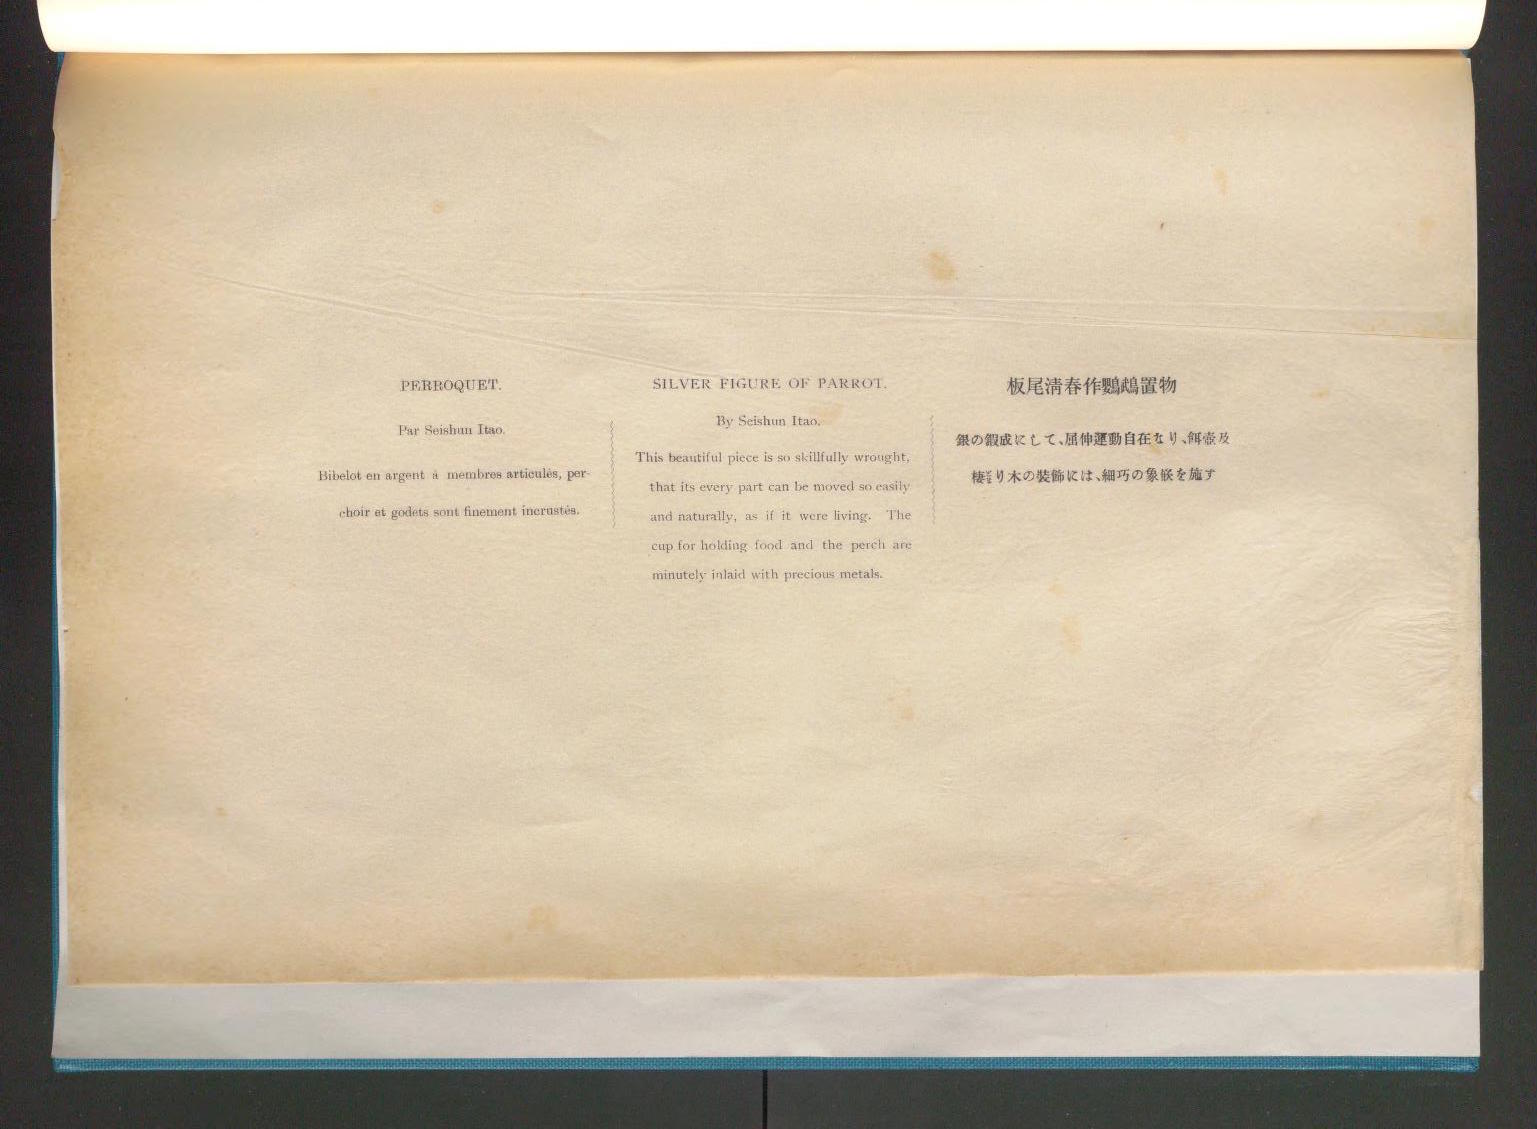 PERROQUET.
Par Seishun Itao.
Bibelot en argent à membres articulés, per-
choir et godets sont finement incrustés.
SILVER FIGURE OF PARROT.
By Seishun Itao.
This beautiful piece is so skillfully wrought,
that its every part can be moved so easily
and naturally, as if it were living. The
cup for holding food and the perch are
minutely inlaid with precious metals.
板尾淸春作鸚鵡置物
銀の鍜成にして、屈伸運動自在なり、餌壺及
棲り木の裝飾には、細巧の象嵌を施す